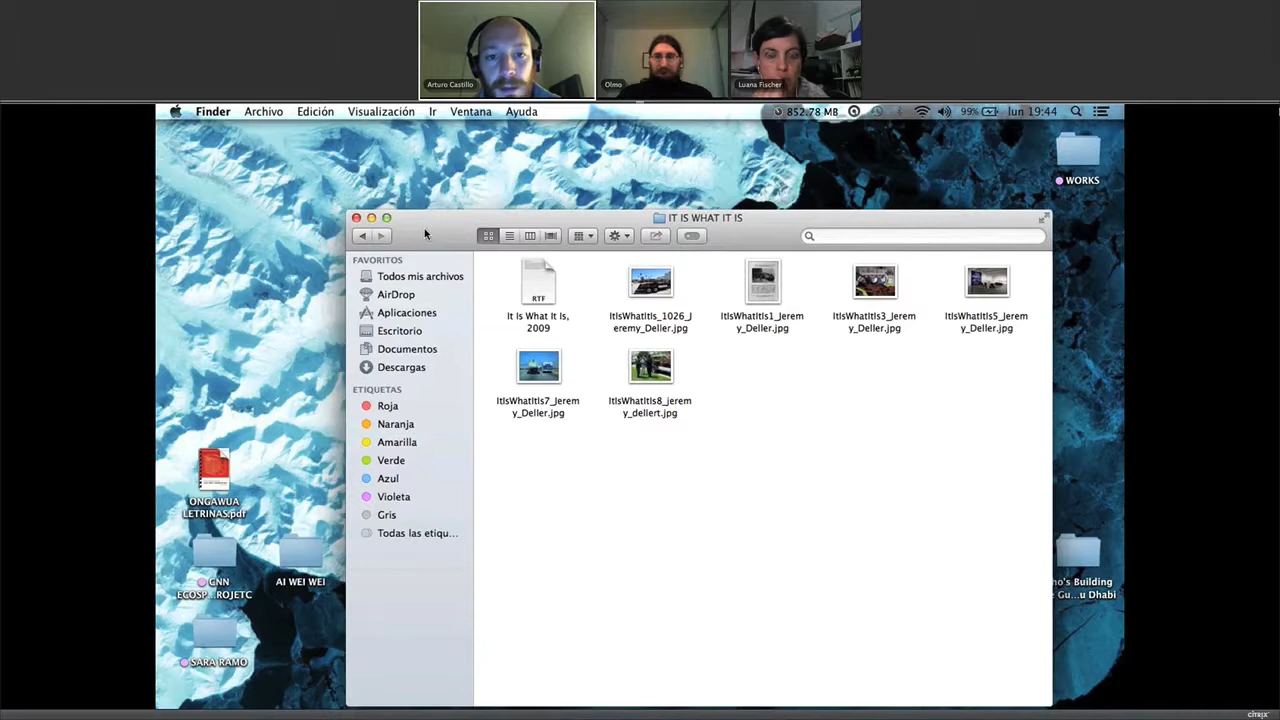 Arturo Castillo
Olmo
Luana Fischer
Finder Archivo Edición Visualización Ir Ventana Ayuda
852.78 MB 99% lun 19:44
WORKS
IT IS WHAT IT IS
FAVORITOS
Todos mis archivos
AirDrop
Aplicaciones
Escritorio
Documentos
Descargas
ETIQUETAS
Roja
Naranja
Amarilla
Verde
Azul
Violeta
Gris
Todas las etiqu...
RTF
It Is What It Is,
2009
ItIsWhatItIs_1026_J
eremy_Deller.jpg
ItIsWhatItIs1_Jerem
y_Deller.jpg
ItIsWhatItIs3_Jerem
y_Deller.jpg
ItIsWhatItIs5_Jerem
y_Deller.jpg
ItIsWhatItIs7_Jerem
y_Deller.jpg
ItIsWhatItIs8_jerem
y_dellert.jpg
ONGAWUA
LETRINAS.pdf
CNN
ECOSP...ROJETC
AI WEI WEI
SARA RAMO
ho's Building
Gu...u Dhabi
CITRIX